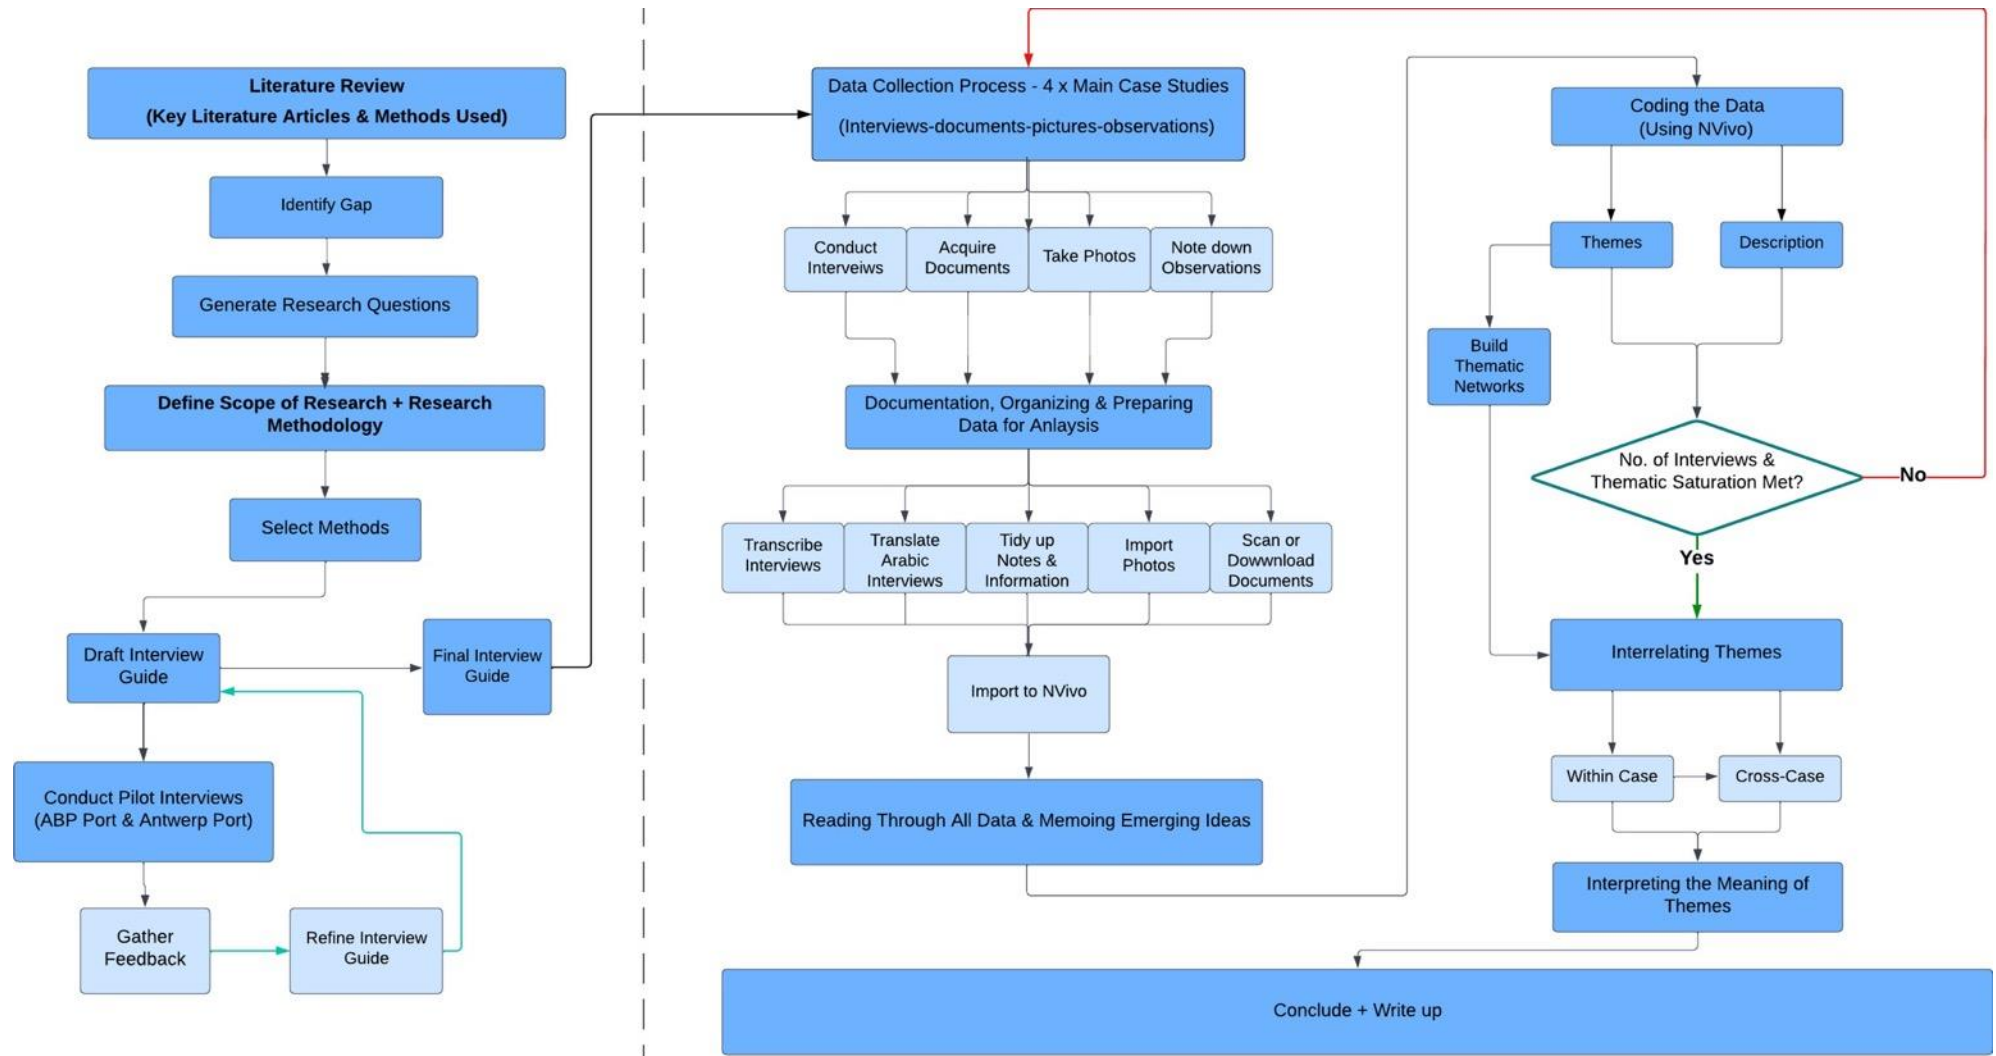 Literature Review
(Key Literature Articles & Methods Used)
Identify Gap
Generate Research Questions
Define Scope of Research + Research
Methodology
Select Methods
Draft Interview
Guide
Final Interview
Guide
Conduct Pilot Interviews
(ABP Port & Antwerp Port)
Gather
Feedback
Refine Interview
Guide
Data Collection Process - 4 x Main Case Studies
(Interviews-documents-pictures-observations)
Conduct
Interveiws
Acquire
Documents
Take Photos
Note down
Observations
Documentation, Organizing & Preparing
Data for Anlaysis
Transcribe
Interviews
Translate
Arabic
Interviews
Tidy up
Notes &
Information
Import
Photos
Scan or
Dowwnload
Documents
Import to NVivo
Reading Through All Data & Memoing Emerging Ideas
Coding the Data
(Using NVivo)
Themes
Description
Build
Thematic
Networks
No. of Interviews &
Thematic Saturation Met?
No
Yes
Interrelating Themes
Within Case
Cross-Case
Interpreting the Meaning of
Themes
Conclude + Write up